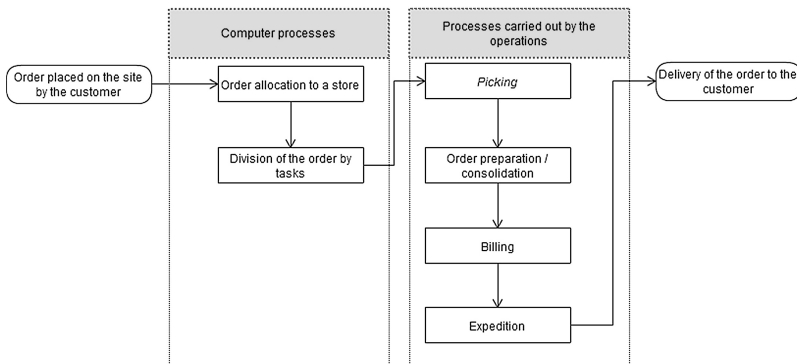 Computer processes
Processes carried out by the
operations
Order placed on the site
by the customer
Order allocation to a store
Division of the order by
tasks
Picking
Order preparation /
consolidation
Billing
Expedition
Delivery of the order to the
customer